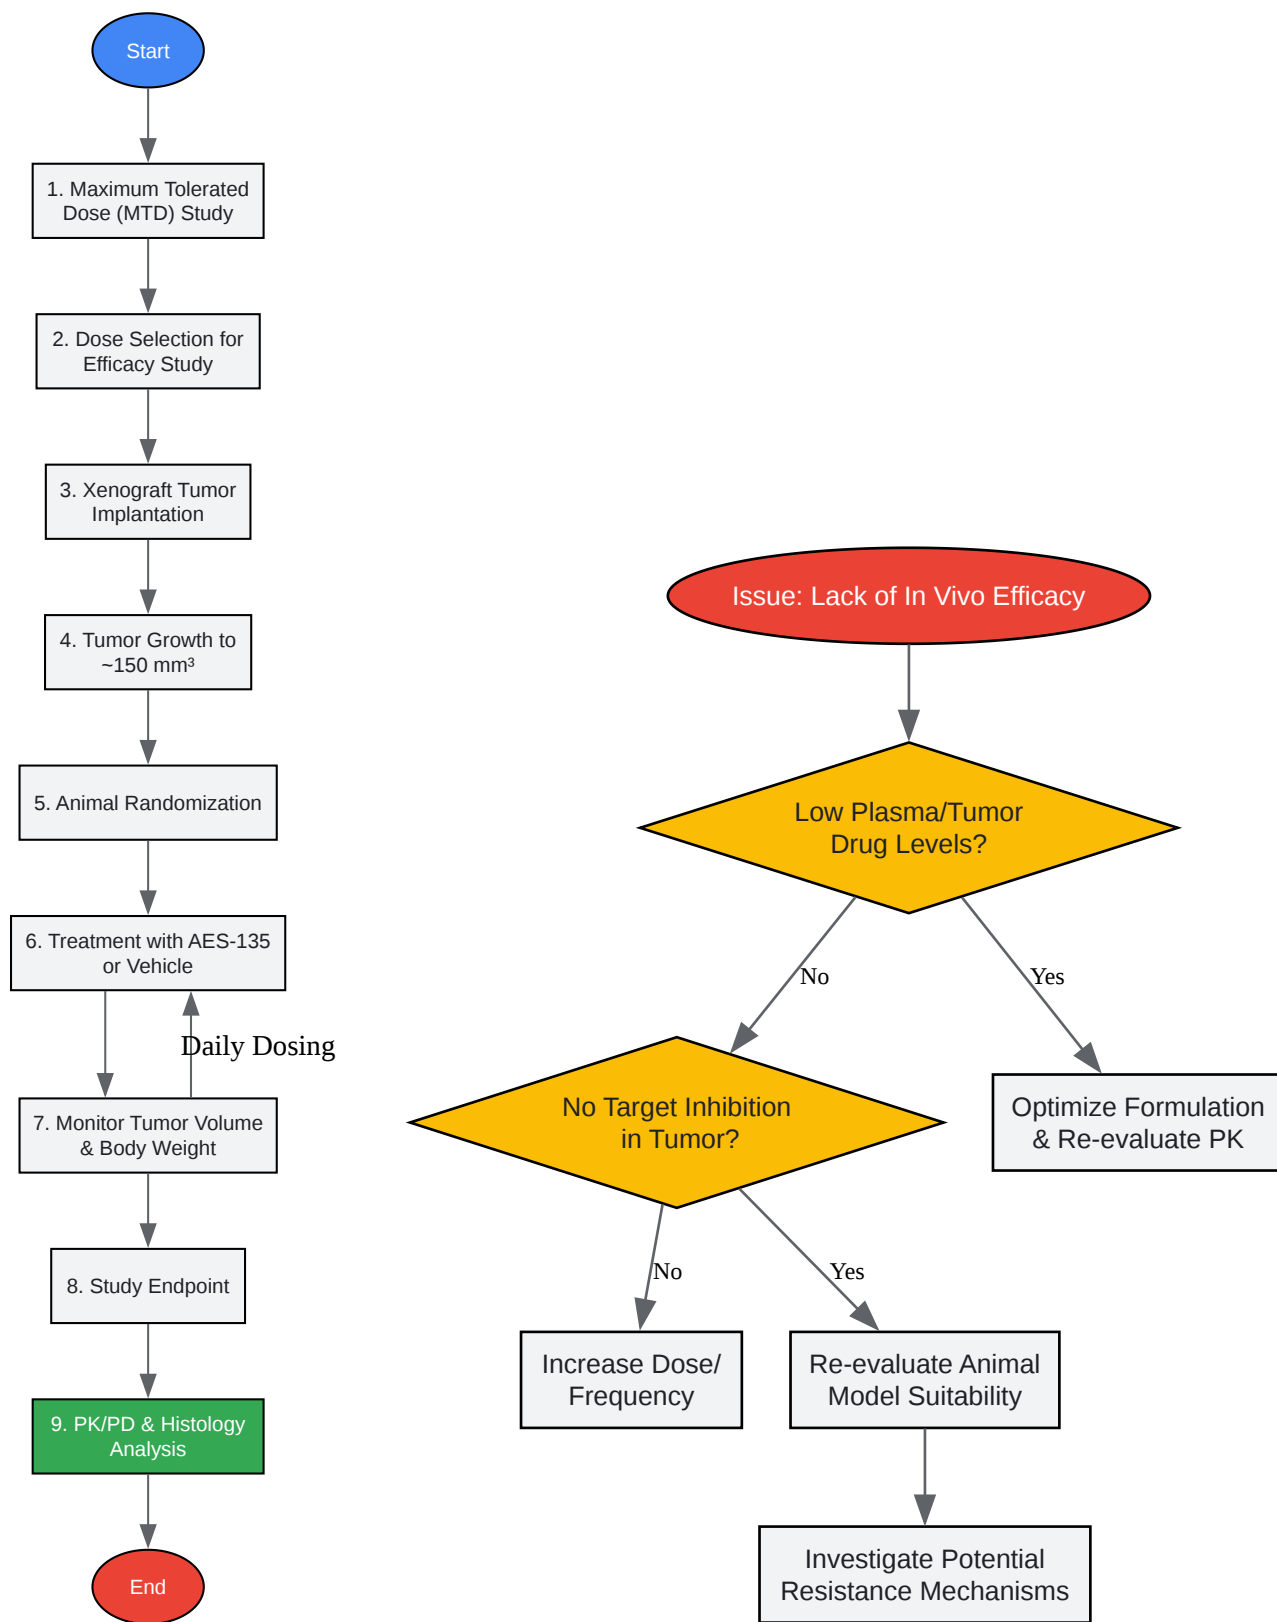 Start
1. Maximum Tolerated
Dose (MTD) Study
2. Dose Selection for
Efficacy Study
3. Xenograft Tumor
Implantation
4. Tumor Growth to
~150 mm³
5. Animal Randomization
6. Treatment with AES-135
or Vehicle
Daily Dosing
7. Monitor Tumor Volume
& Body Weight
8. Study Endpoint
9. PK/PD & Histology
Analysis
End
Issue: Lack of In Vivo Efficacy
Low Plasma/Tumor
Drug Levels?
No
Yes
No Target Inhibition
in Tumor?
Optimize Formulation
& Re-evaluate PK
No
Yes
Increase Dose/
Frequency
Re-evaluate Animal
Model Suitability
Investigate Potential
Resistance Mechanisms